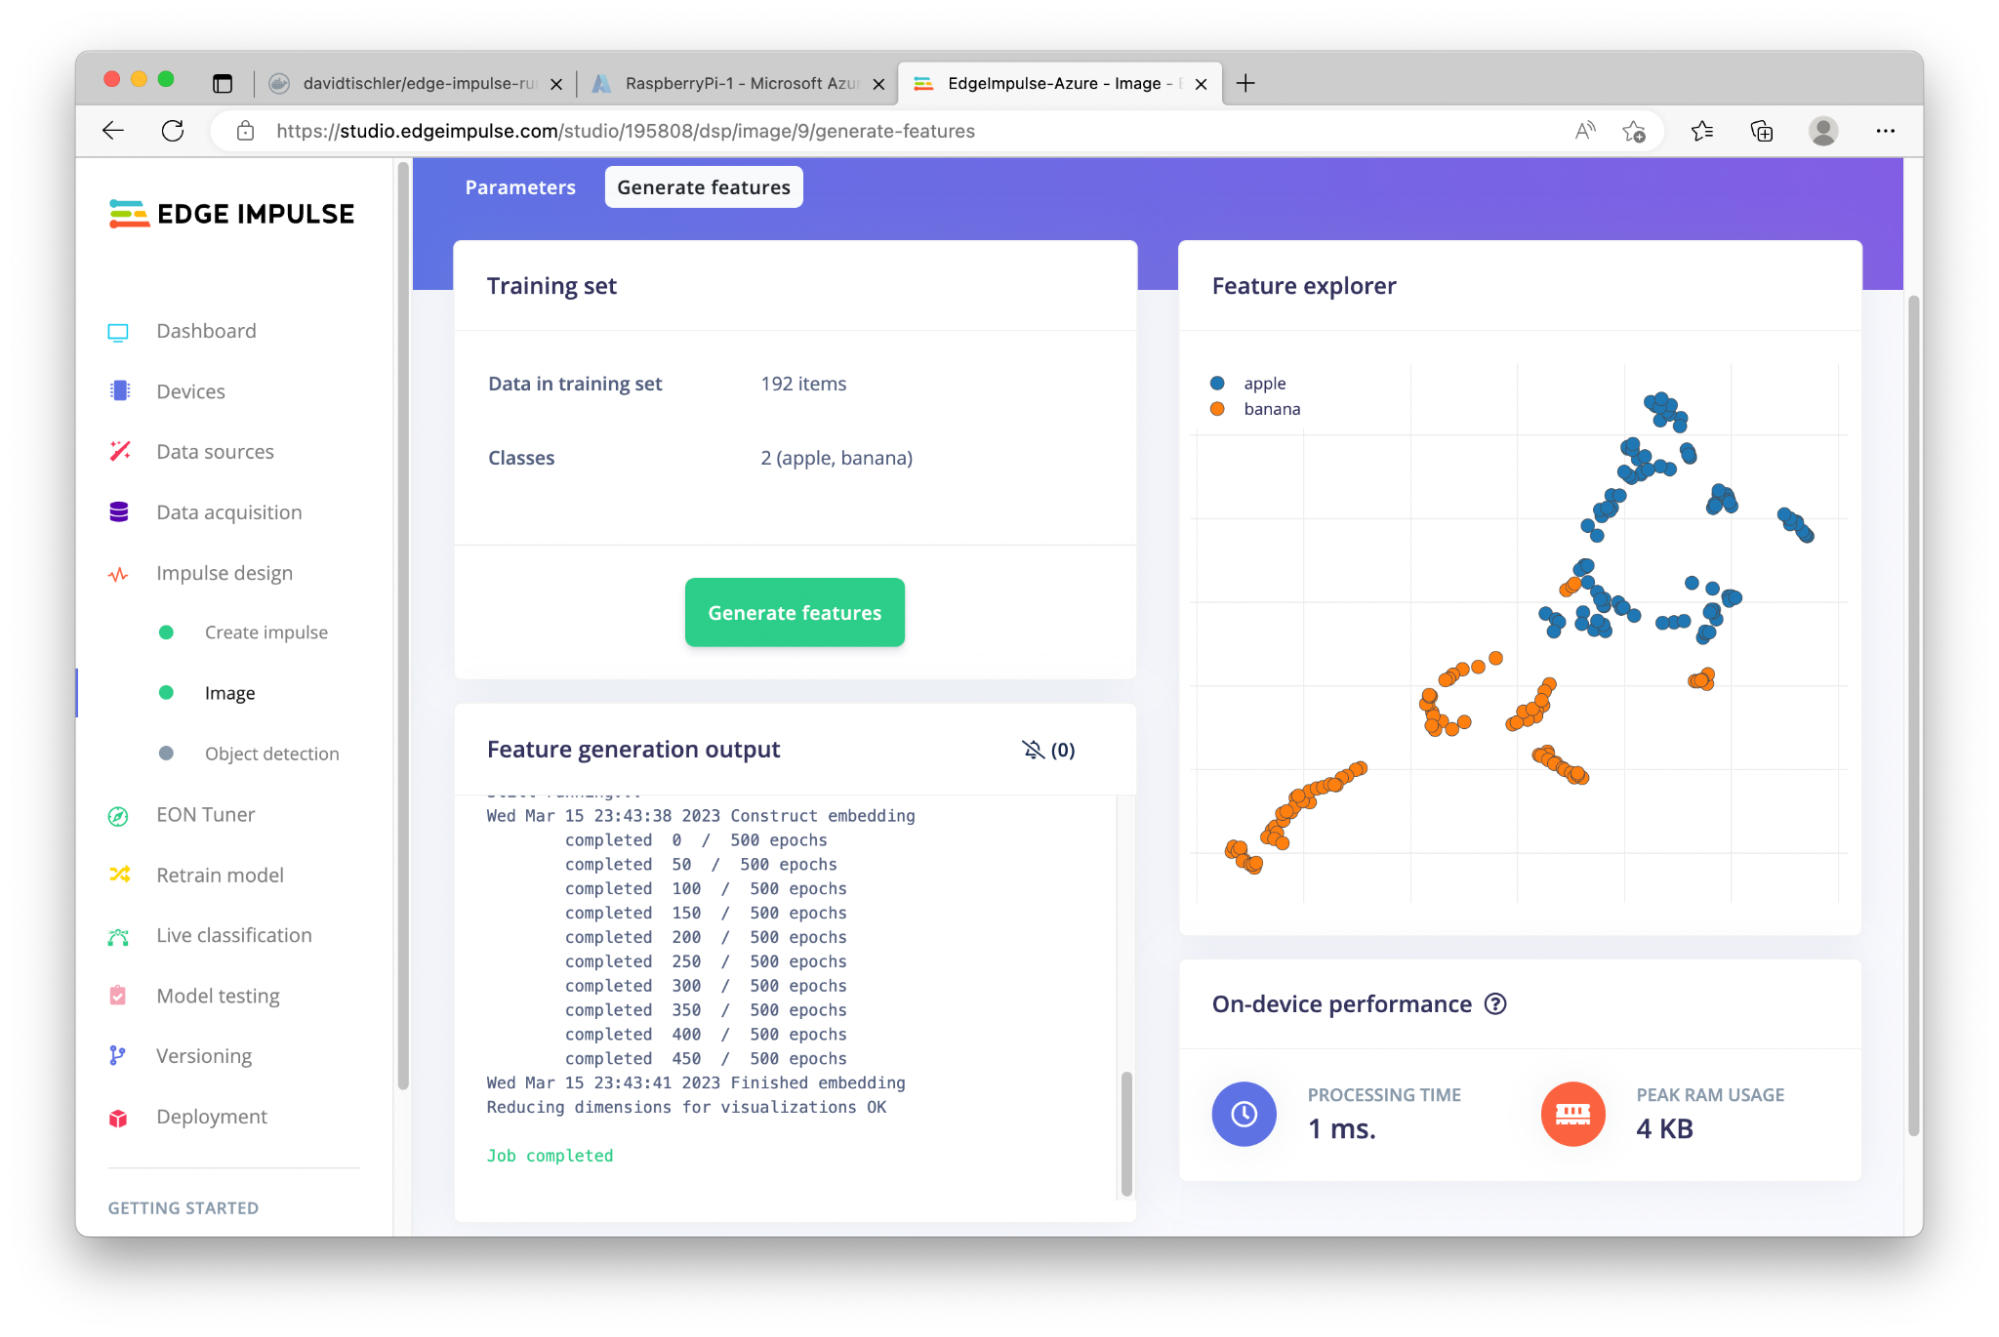 davidtischler/edge-impulse-ru
RaspberryPi-1 - Microsoft Azu
EdgeImpulse-Azure - Image -
https://studio.edgeimpulse.com/studio/195808/dsp/image/9/generate-features
EDGE IMPULSE
Dashboard
Devices
Data sources
Data acquisition
Impulse design
Create impulse
Image
Object detection
EON Tuner
Retrain model
Live classification
Model testing
Versioning
Deployment
GETTING STARTED
Parameters
Generate features
Training set
Data in training set 192 items
Classes 2 (apple, banana)
Generate features
Feature generation output (0)
Still running...
Wed Mar 15 23:43:38 2023 Construct embedding
completed 0 / 500 epochs
completed 50 / 500 epochs
completed 100 / 500 epochs
completed 150 / 500 epochs
completed 200 / 500 epochs
completed 250 / 500 epochs
completed 300 / 500 epochs
completed 350 / 500 epochs
completed 400 / 500 epochs
completed 450 / 500 epochs
Wed Mar 15 23:43:41 2023 Finished embedding
Reducing dimensions for visualizations OK
Job completed
Feature explorer
apple
banana
On-device performance ?
PROCESSING TIME
1 ms.
PEAK RAM USAGE
4 KB